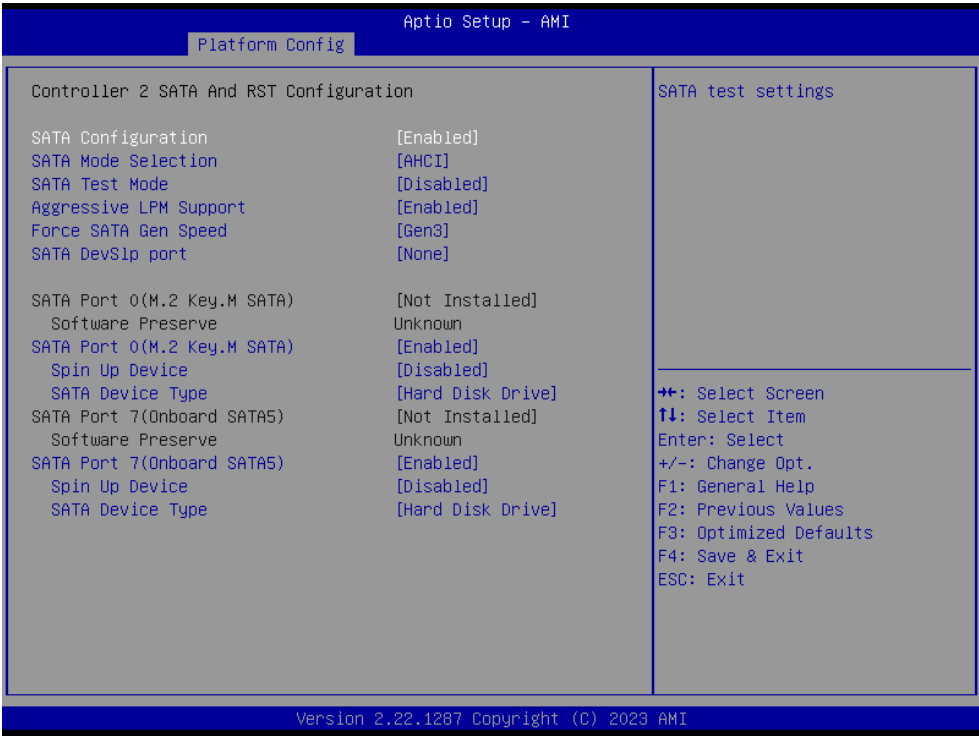 Aptio Setup – AMI
Platform Config
Controller 2 SATA And RST Configuration
SATA Configuration [Enabled]
SATA Mode Selection [AHCI]
SATA Test Mode [Disabled]
Aggressive LPM Support [Enabled]
Force SATA Gen Speed [Gen3]
SATA DevSlp port [None]
SATA Port 0(M.2 Key.M SATA) [Not Installed]
Software Preserve Unknown
SATA Port 0(M.2 Key.M SATA) [Enabled]
Spin Up Device [Disabled]
SATA Device Type [Hard Disk Drive]
SATA Port 7(Onboard SATA5) [Not Installed]
Software Preserve Unknown
SATA Port 7(Onboard SATA5) [Enabled]
Spin Up Device [Disabled]
SATA Device Type [Hard Disk Drive]
SATA test settings
→←: Select Screen
↑↓: Select Item
Enter: Select
+/-: Change Opt.
F1: General Help
F2: Previous Values
F3: Optimized Defaults
F4: Save & Exit
ESC: Exit
Version 2.22.1287 Copyright (C) 2023 AMI